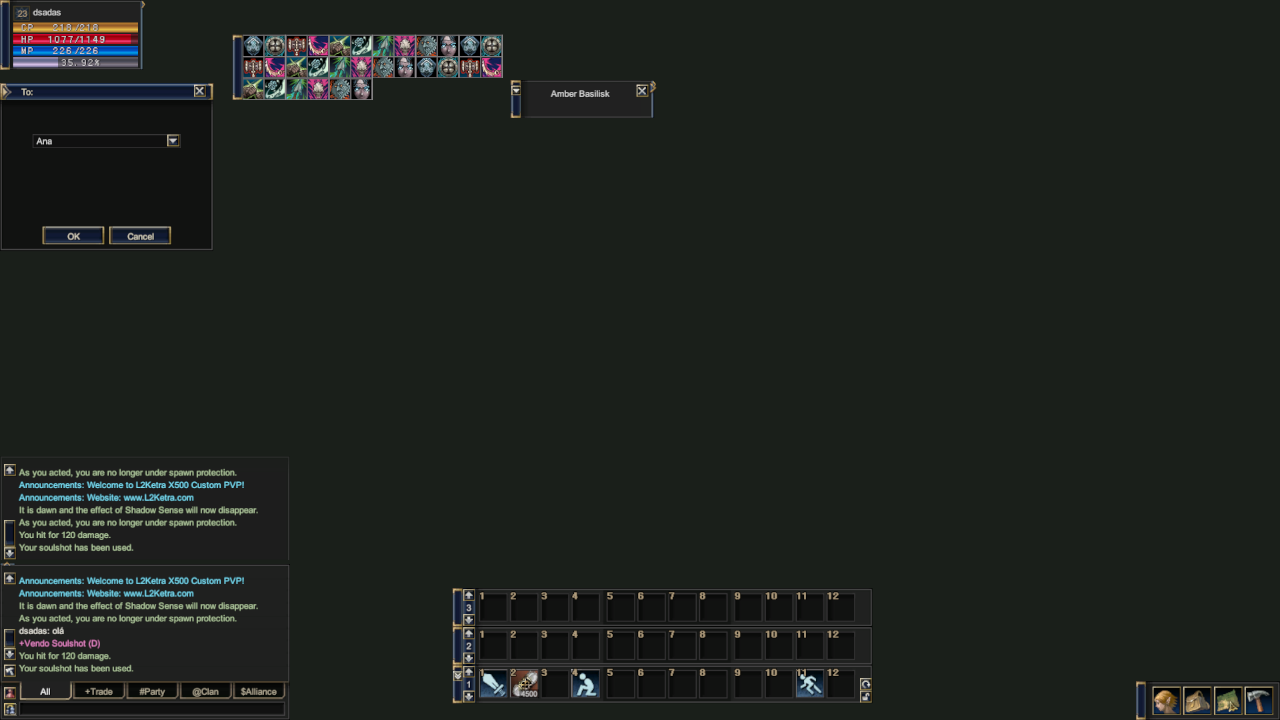 23 dsadas
CP 218/218
HP 1077/1149
MP 226/226
35.92%
To:
Ana
OK
Cancel
Amber Basilisk
As you acted, you are no longer under spawn protection.
Announcements: Welcome to L2Ketra X500 Custom PVP!
Announcements: Website: www.L2Ketra.com
It is dawn and the effect of Shadow Sense will now disappear.
As you acted, you are no longer under spawn protection.
You hit for 120 damage.
Your soulshot has been used.
Announcements: Welcome to L2Ketra X500 Custom PVP!
Announcements: Website: www.L2Ketra.com
It is dawn and the effect of Shadow Sense will now disappear.
As you acted, you are no longer under spawn protection.
dsadas: olá
+Vendo Soulshot (D)
You hit for 120 damage.
Your soulshot has been used.
All +Trade #Party @Clan $Alliance
3 1 2 3 4 5 6 7 8 9 10 11 12
2 1 2 3 4 5 6 7 8 9 10 11 12
1 1 2 3 4 5 6 7 8 9 10 11 12
4500